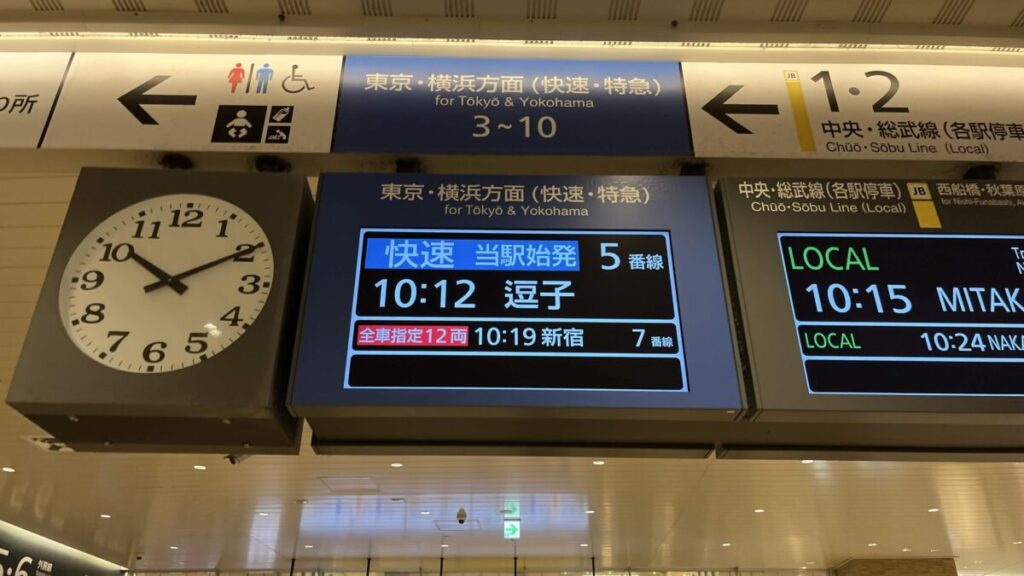 の所
東京・横浜方面（快速・特急）
for Tōkyō & Yokohama
3~10
JB
1・2
中央・総武線（各駅停車）
Chūō-Sōbu Line (Local)
12
1
2
3
4
5
6
7
8
9
10
11
東京・横浜方面（快速・特急）
for Tōkyō & Yokohama
快速 当駅始発 5番線
10:12 逗子
全車指定12両 10:19 新宿 7番線
中央・総武線（各駅停車）
Chūō-Sōbu Line (Local)
JB
西船橋・秋葉原
for Nishi-Funabashi,
LOCAL
10:15 MITAK
LOCAL 10:24 NAKA